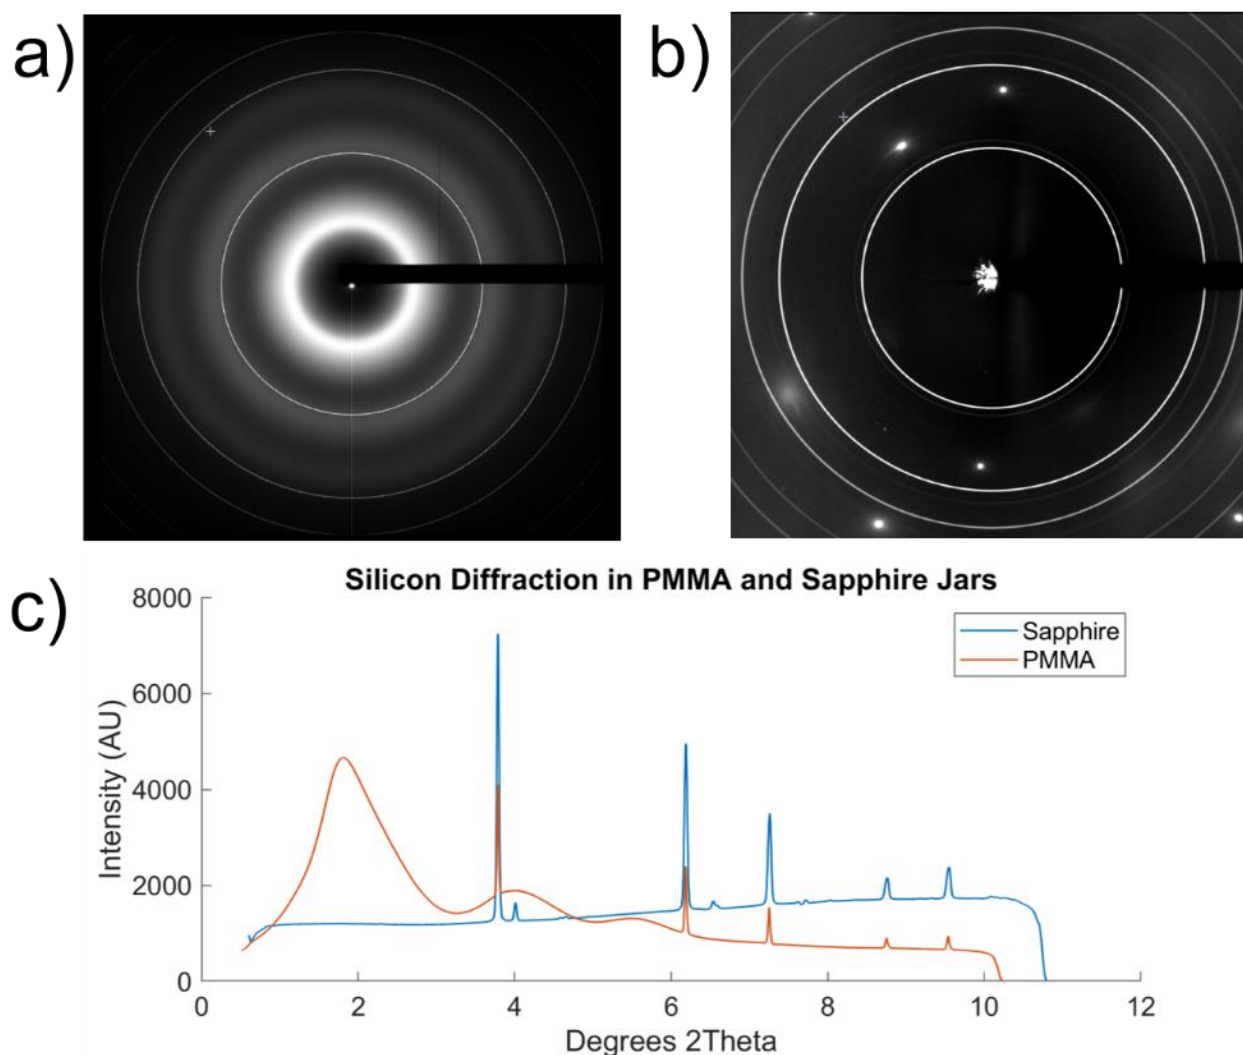 a)
b)
c)
Silicon Diffraction in PMMA and Sapphire Jars
8000
6000
4000
2000
0
Intensity (AU)
Sapphire
PMMA
0 2 4 6 8 10 12
Degrees 2Theta